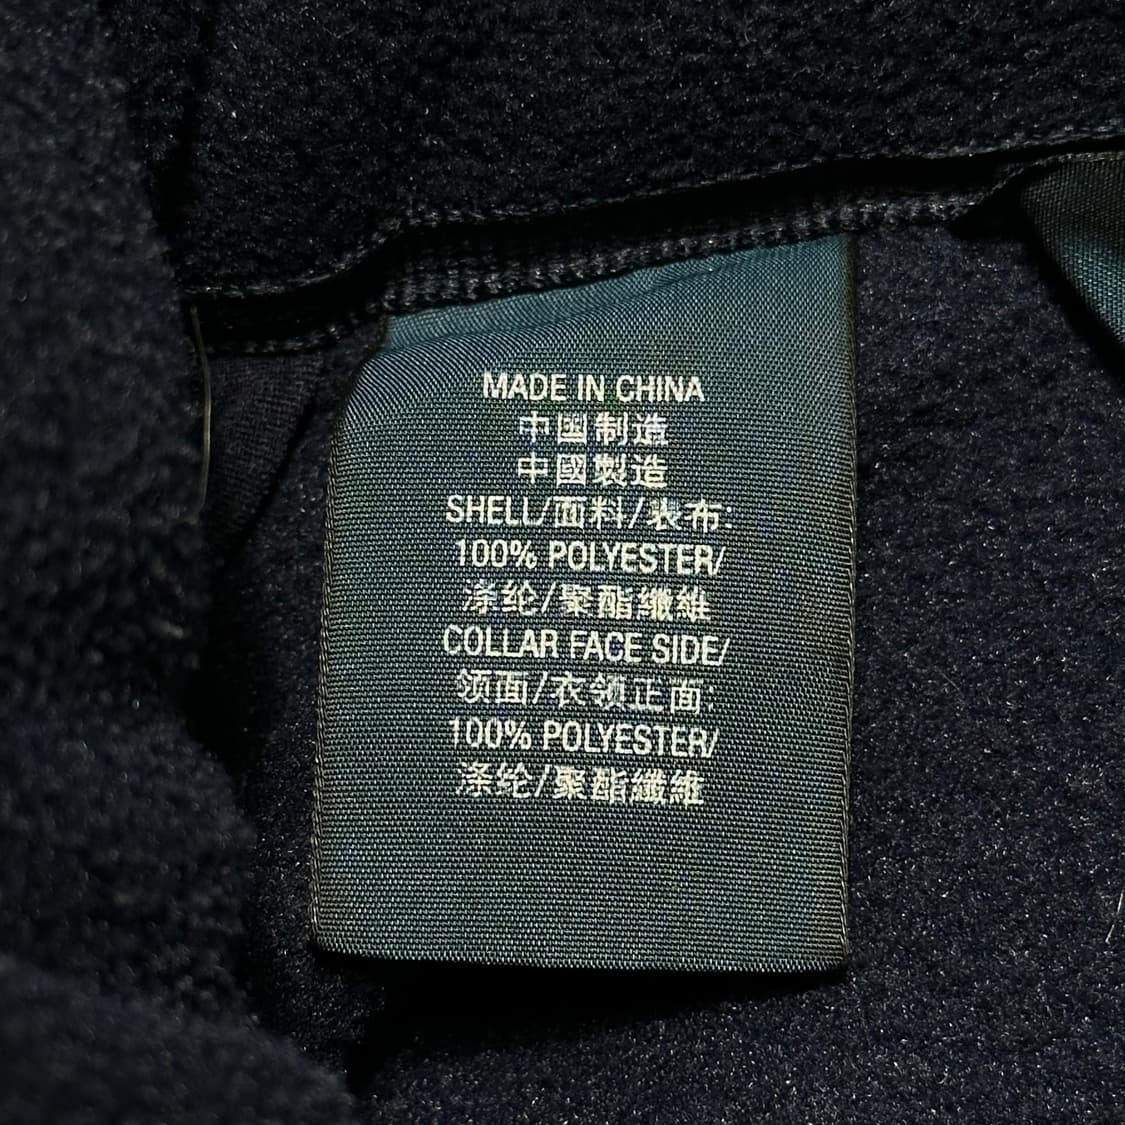 MADE IN CHINA
中國制造
中國製造
SHELL/面料/表布:
100% POLYESTER/
涤纶/聚酯纖維
COLLAR FACE SIDE/
领面/衣领正面:
100% POLYESTER/
涤纶/聚酯纖維